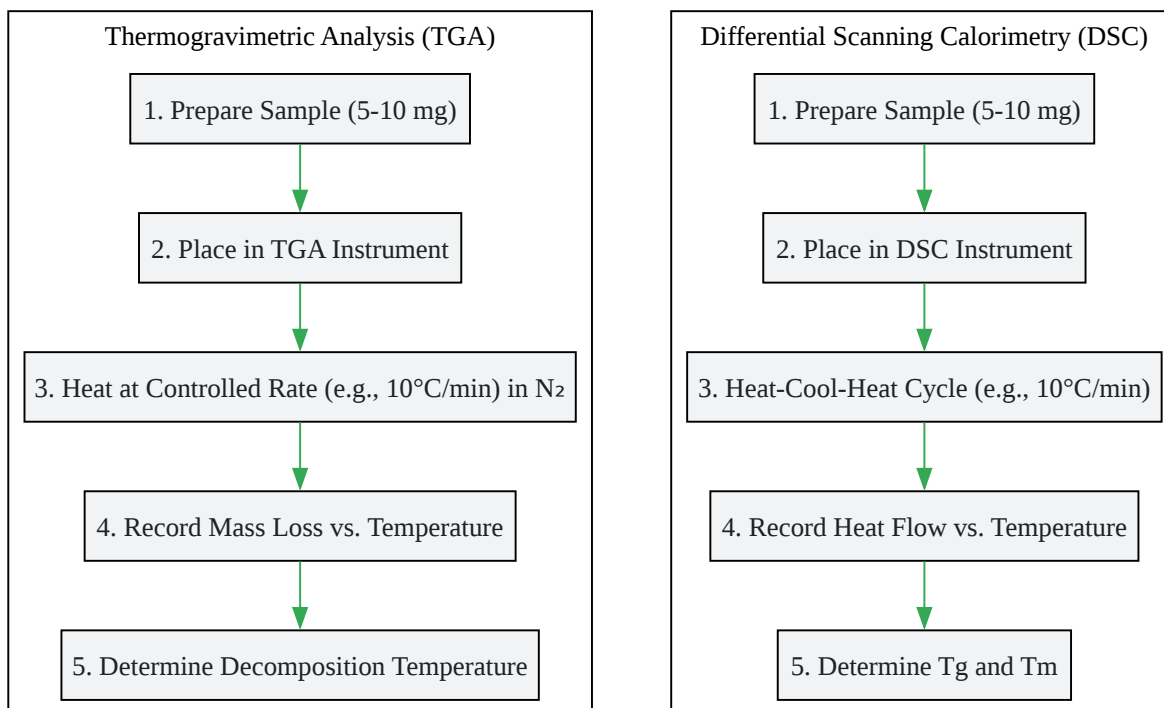 Thermogravimetric Analysis (TGA)
1. Prepare Sample (5-10 mg)
2. Place in TGA Instrument
3. Heat at Controlled Rate (e.g., 10°C/min) in N₂
4. Record Mass Loss vs. Temperature
5. Determine Decomposition Temperature
Differential Scanning Calorimetry (DSC)
1. Prepare Sample (5-10 mg)
2. Place in DSC Instrument
3. Heat-Cool-Heat Cycle (e.g., 10°C/min)
4. Record Heat Flow vs. Temperature
5. Determine Tg and Tm